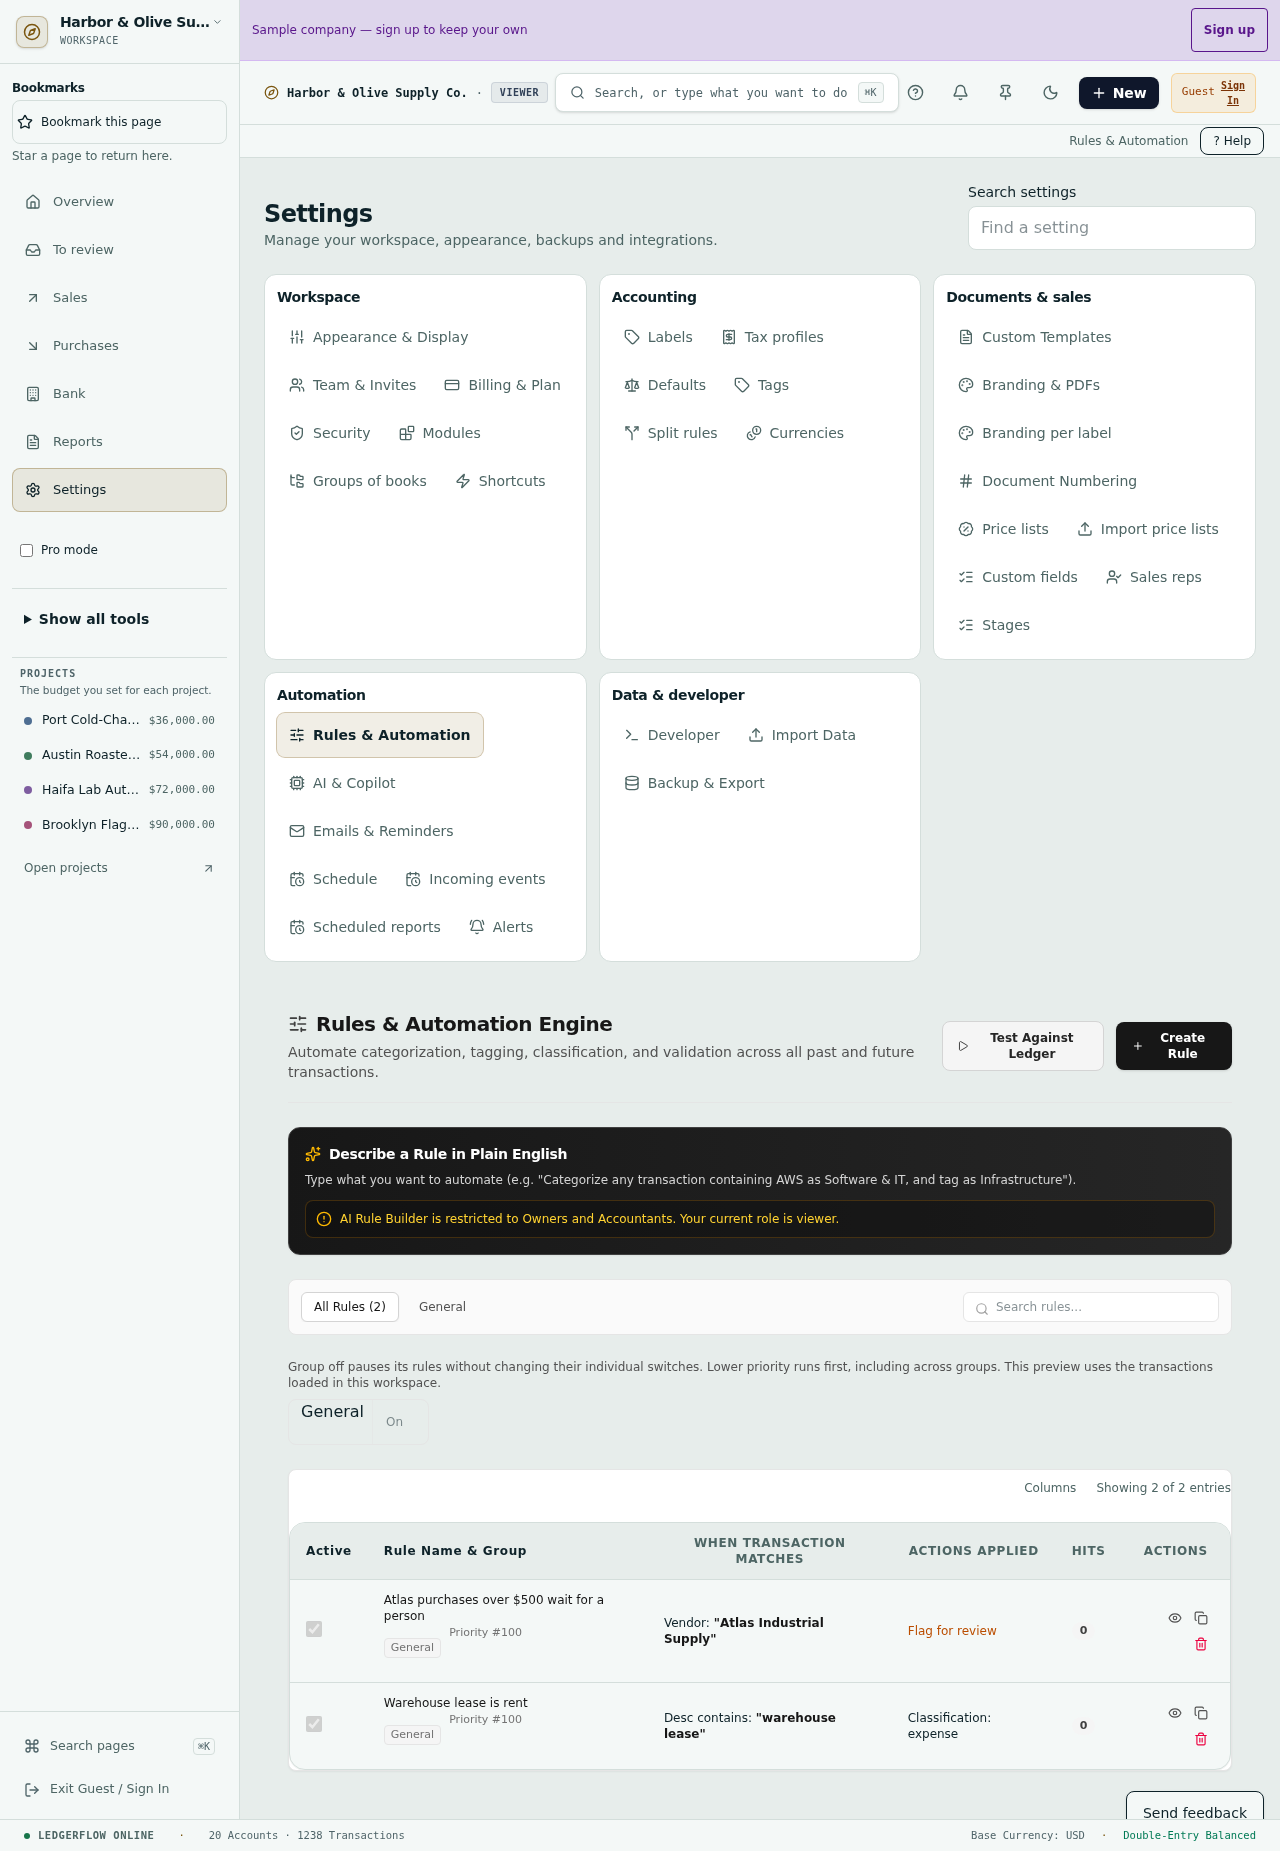 Harbor & Olive Su...
WORKSPACE
Bookmarks
Bookmark this page
Star a page to return here.
Overview
To review
Sales
Purchases
Bank
Reports
Settings
Pro mode
Show all tools
PROJECTS
The budget you set for each project.
Port Cold-Cha... $36,000.00
Austin Roaste... $54,000.00
Haifa Lab Aut... $72,000.00
Brooklyn Flag... $90,000.00
Open projects
Search pages ⌘K
Exit Guest / Sign In
Sample company — sign up to keep your own
Sign up
Harbor & Olive Supply Co. · VIEWER
Search, or type what you want to do ⌘K
+ New
Guest Sign In
Rules & Automation
? Help
Settings
Manage your workspace, appearance, backups and integrations.
Search settings
Find a setting
Workspace
Appearance & Display
Team & Invites Billing & Plan
Security Modules
Groups of books Shortcuts
Accounting
Labels Tax profiles
Defaults Tags
Split rules Currencies
Documents & sales
Custom Templates
Branding & PDFs
Branding per label
Document Numbering
Price lists Import price lists
Custom fields Sales reps
Stages
Automation
Rules & Automation
AI & Copilot
Emails & Reminders
Schedule Incoming events
Scheduled reports Alerts
Data & developer
Developer Import Data
Backup & Export
Rules & Automation Engine
Automate categorization, tagging, classification, and validation across all past and future
transactions.
Test Against
Ledger
+ Create
Rule
Describe a Rule in Plain English
Type what you want to automate (e.g. "Categorize any transaction containing AWS as Software & IT, and tag as Infrastructure").
AI Rule Builder is restricted to Owners and Accountants. Your current role is viewer.
All Rules (2) General
Search rules...
Group off pauses its rules without changing their individual switches. Lower priority runs first, including across groups. This preview uses the transactions
loaded in this workspace.
General On
Columns Showing 2 of 2 entries
Active Rule Name & Group WHEN TRANSACTION MATCHES ACTIONS APPLIED HITS ACTIONS
Atlas purchases over $500 wait for a
person
General Priority #100
Vendor: "Atlas Industrial
Supply"
Flag for review
0
Warehouse lease is rent
General Priority #100
Desc contains: "warehouse
lease"
Classification:
expense
0
Send feedback
LEDGERFLOW ONLINE · 20 Accounts · 1238 Transactions
Base Currency: USD · Double-Entry Balanced